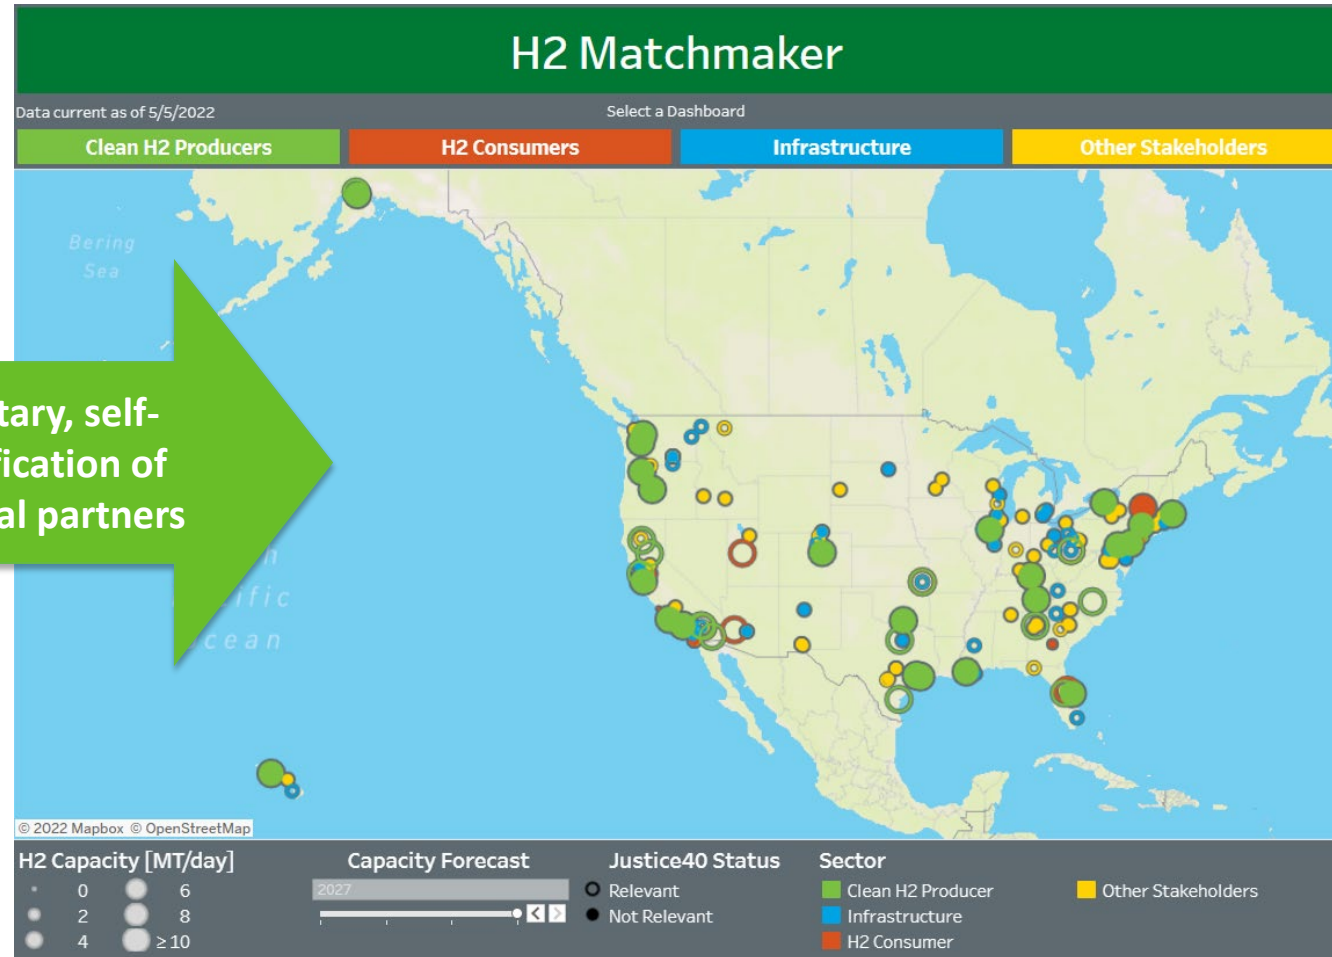 H2 Matchmaker
Data current as of 5/5/2022
Select a Dashboard
Clean H2 Producers
H2 Consumers
Infrastructure
Other Stakeholders
Bering
Sea
tary, self-
fication of
al partners
n
ific
cean
© 2022 Mapbox © OpenStreetMap
H2 Capacity [MT/day]
0
6
2
8
4
≥ 10
Capacity Forecast
2027
Justice40 Status
Relevant
Not Relevant
Sector
Clean H2 Producer
Other Stakeholders
Infrastructure
H2 Consumer